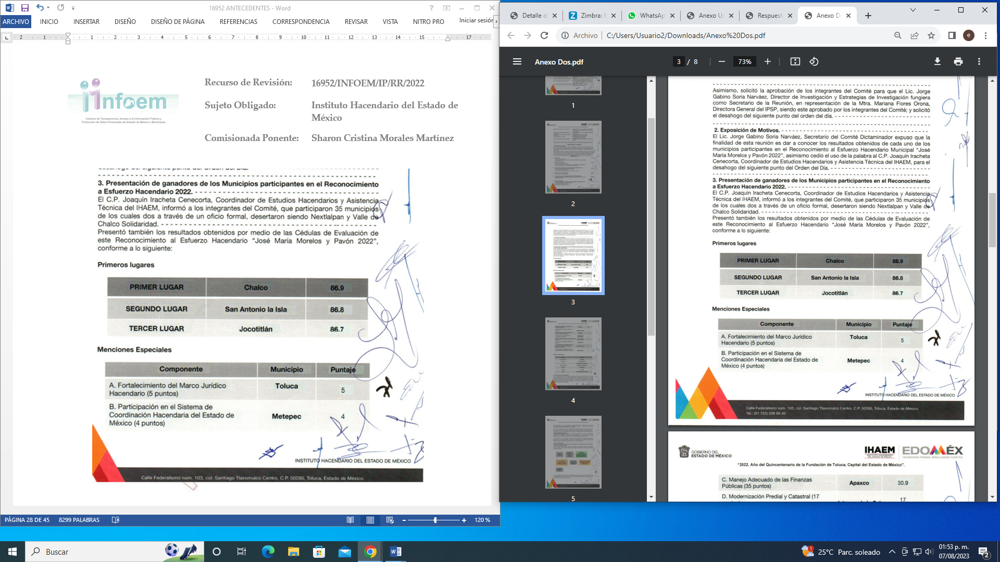 16952 ANTECEDENTES - Word
ARCHIVO INICIO INSERTAR DISEÑO DISEÑO DE PÁGINA REFERENCIAS CORRESPONDENCIA REVISAR VISTA NITRO PRO Iniciar sesión
2 1 1 2 3 4 5 6 7 8 9 10 11 12 13 14 15 17
infoem
Instituto de Transparencia, Acceso a la Información Pública y
Protección de Datos Personales del Estado de México y Municipios
Recurso de Revisión: 16952/INFOEM/IP/RR/2022
Sujeto Obligado: Instituto Hacendario del Estado de
México
Comisionada Ponente: Sharon Cristina Morales Martínez
desahogo del siguiente punto del Orden del Día.
3. Presentación de ganadores de los Municipios participantes en el Reconocimiento
a Esfuerzo Hacendario 2022.
El C.P. Joaquín Iracheta Cenecorta, Coordinador de Estudios Hacendarios y Asistencia
Técnica del IHAEM, informó a los integrantes del Comité, que participaron 35 municipios
de los cuales dos a través de un oficio formal, desertaron siendo Nextlalpan y Valle de
Chalco Solidaridad.
Presentó también los resultados obtenidos por medio de las Cédulas de Evaluación de
este Reconocimiento al Esfuerzo Hacendario “José María Morelos y Pavón 2022”,
conforme a lo siguiente:
Primeros lugares
PRIMER LUGAR Chalco 86.9
SEGUNDO LUGAR San Antonio la Isla 86.8
TERCER LUGAR Jocotitlán 86.7
Menciones Especiales
Componente Municipio Puntaje
A. Fortalecimiento del Marco Jurídico
Hacendario (5 puntos) Toluca 5
B. Participación en el Sistema de
Coordinación Hacendaria del Estado de
México (4 puntos) Metepec 4
INSTITUTO HACENDARIO DEL ESTADO DE MÉXICO
Calle Federalismo núm. 103, col. Santiago Tlaxomulco Centro, C.P. 50280, Toluca, Estado de México.
PÁGINA 28 DE 45 8299 PALABRAS 120 %
Detalle d Zimbra: R WhatsAp Anexo Un Respuest Anexo D
Archivo C:/Users/Usuario2/Downloads/Anexo%20Dos.pdf e
Anexo Dos.pdf 3 / 8 73%
1
2
3
4
5
Asimismo, solicitó la aprobación de los integrantes del Comité para que el Lic. Jorge
Gabino Soria Narváez, Director de Investigación y Estrategias de Investigación fungiera
como Secretario de la Reunión, en representación de la Mtra. Mariana Flores Orona,
Directora General del IPSP, siendo este aprobado por los integrantes del Comité; y solicitó
el desahogo del siguiente punto del orden del día.
2. Exposición de Motivos.
El Lic. Jorge Gabino Soria Narváez, Secretario del Comité Dictaminador expuso que la
finalidad de esta reunión es dar a conocer los resultados obtenidos de cada uno de los
municipios participantes en el Reconocimiento al Esfuerzo Hacendario Municipal “José
María Morelos y Pavón 2022”, asimismo cedió el uso de la palabra al C.P. Joaquín Iracheta
Cenecorta, Coordinador de Estudios Hacendarios y Asistencia Técnica del IHAEM, para el
desahogo del siguiente punto del Orden del Día.
3. Presentación de ganadores de los Municipios participantes en el Reconocimiento
a Esfuerzo Hacendario 2022.
El C.P. Joaquín Iracheta Cenecorta, Coordinador de Estudios Hacendarios y Asistencia
Técnica del IHAEM, informó a los integrantes del Comité, que participaron 35 municipios
de los cuales dos a través de un oficio formal, desertaron siendo Nextlalpan y Valle de
Chalco Solidaridad.
Presentó también los resultados obtenidos por medio de las Cédulas de Evaluación de
este Reconocimiento al Esfuerzo Hacendario “José María Morelos y Pavón 2022”,
conforme a lo siguiente:
Primeros lugares
PRIMER LUGAR Chalco 86.9
SEGUNDO LUGAR San Antonio la Isla 86.8
TERCER LUGAR Jocotitlán 86.7
Menciones Especiales
Componente Municipio Puntaje
A. Fortalecimiento del Marco Jurídico
Hacendario (5 puntos) Toluca 5
B. Participación en el Sistema de
Coordinación Hacendaria del Estado de
México (4 puntos) Metepec 4
INSTITUTO HACENDARIO DEL ESTADO DE MÉXICO
Calle Federalismo núm. 103, col. Santiago Tlaxomulco Centro, C.P. 50280, Toluca, Estado de México.
Tel.: (01 722) 236 05 40
GOBIERNO DEL
ESTADO DE MÉXICO
IHAEM EDOMÉX
DECISIONES FIRMES, RESULTADOS FUERTES.
“2022. Año del Quincentenario de la Fundación de Toluca, Capital del Estado de México”.
C. Manejo Adecuado de las Finanzas
Públicas (35 puntos) Apaxco 30.9
D. Modernización Predial y Catastral (17
17
Buscar
1 25°C Parc. soleado
01:53 p. m.
07/08/2023
2